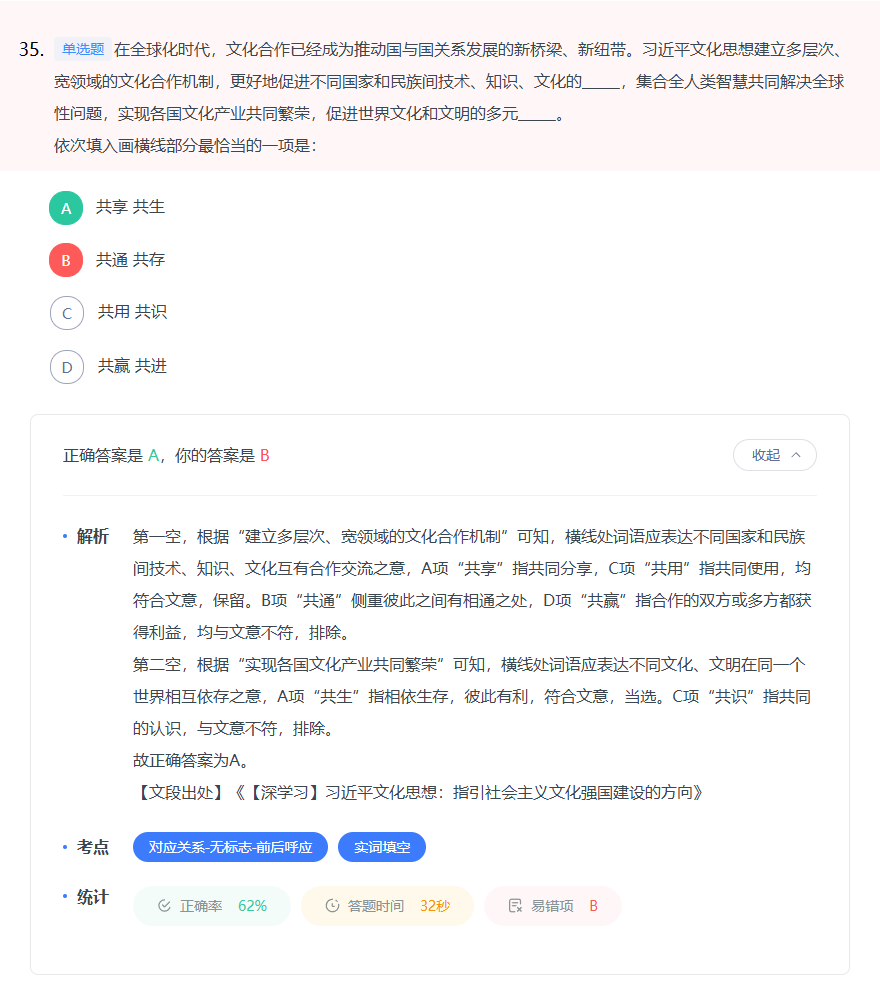 35. 单选题 在全球化时代，文化合作已经成为推动国与国关系发展的新桥梁、新纽带。习近平文化思想建立多层次、
宽领域的文化合作机制，更好地促进不同国家和民族间技术、知识、文化的_____，集合全人类智慧共同解决全球
性问题，实现各国文化产业共同繁荣，促进世界文化和文明的多元_____。
依次填入画横线部分最恰当的一项是：
A 共享 共生
B 共通 共存
C 共用 共识
D 共赢 共进
正确答案是 A，你的答案是 B
收起
解析 第一空，根据“建立多层次、宽领域的文化合作机制”可知，横线处词语应表达不同国家和民族
间技术、知识、文化互有合作交流之意，A项“共享”指共同分享，C项“共用”指共同使用，均
符合文意，保留。B项“共通”侧重彼此之间有相通之处，D项“共赢”指合作的双方或多方都获
得利益，均与文意不符，排除。
第二空，根据“实现各国文化产业共同繁荣”可知，横线处词语应表达不同文化、文明在同一个
世界相互依存之意，A项“共生”指相依生存，彼此有利，符合文意，当选。C项“共识”指共同
的认识，与文意不符，排除。
故正确答案为A。
【文段出处】《【深学习】习近平文化思想：指引社会主义文化强国建设的方向》
考点 对应关系-无标志-前后呼应 实词填空
统计 正确率 62% 答题时间 32秒 易错项 B